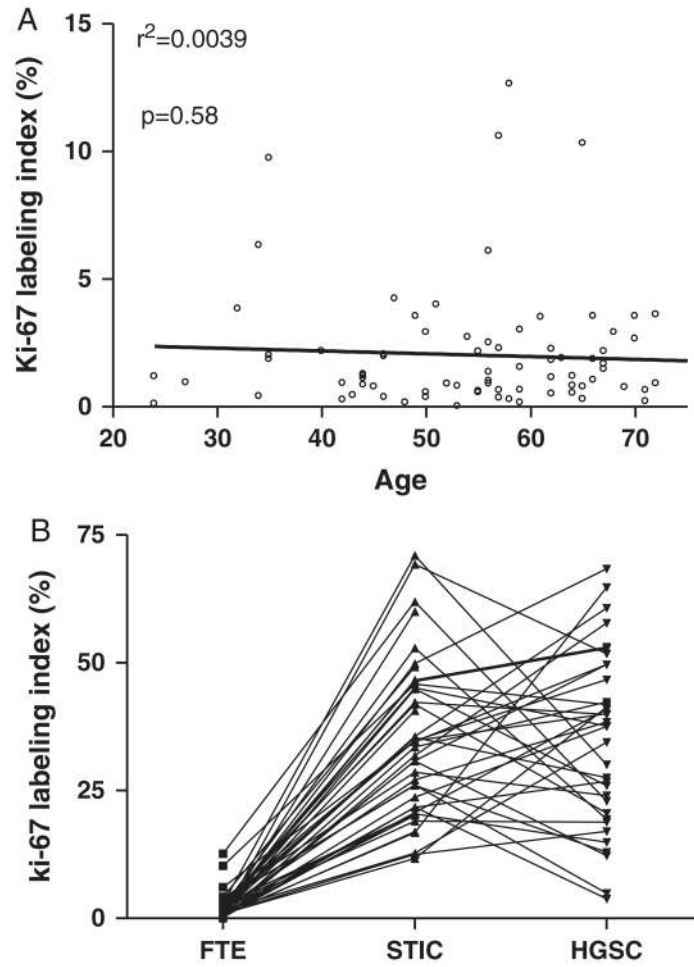 A
r²=0.0039
p=0.58
Ki-67 labeling index (%)
15
10
5
0
20 30 40 50 60 70
Age
B
ki-67 labeling index (%)
75
50
25
0
FTE STIC HGSC